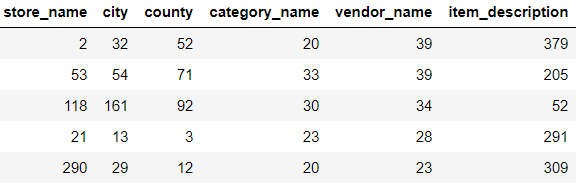 store_name city county category_name vendor_name item_description
2 32 52 20 39 379
53 54 71 33 39 205
118 161 92 30 34 52
21 13 3 23 28 291
290 29 12 20 23 309